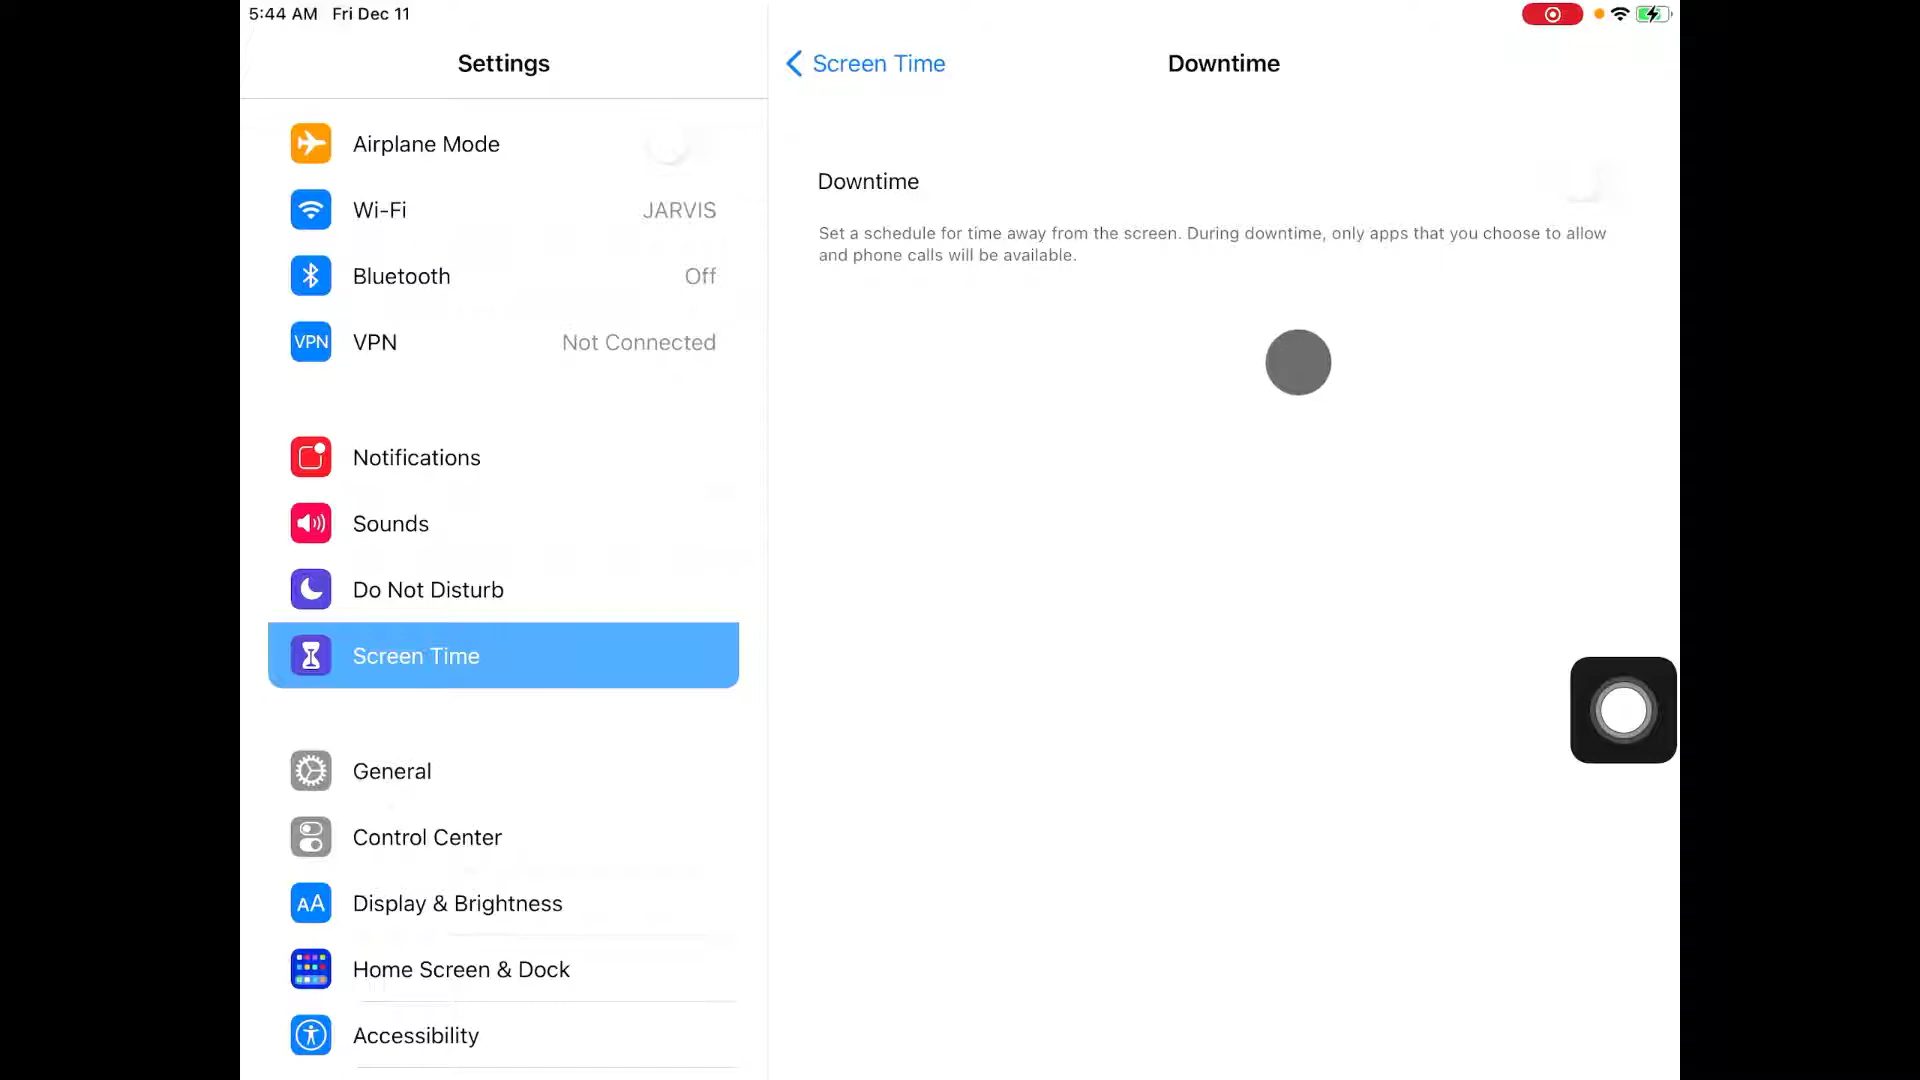 5:44 AM Fri Dec 11
Settings
Screen Time
Downtime
Airplane Mode
Wi-Fi JARVIS
Bluetooth Off
VPN VPN Not Connected
Notifications
Sounds
Do Not Disturb
Screen Time
General
Control Center
AA Display & Brightness
Home Screen & Dock
Accessibility
Downtime
Set a schedule for time away from the screen. During downtime, only apps that you choose to allow
and phone calls will be available.